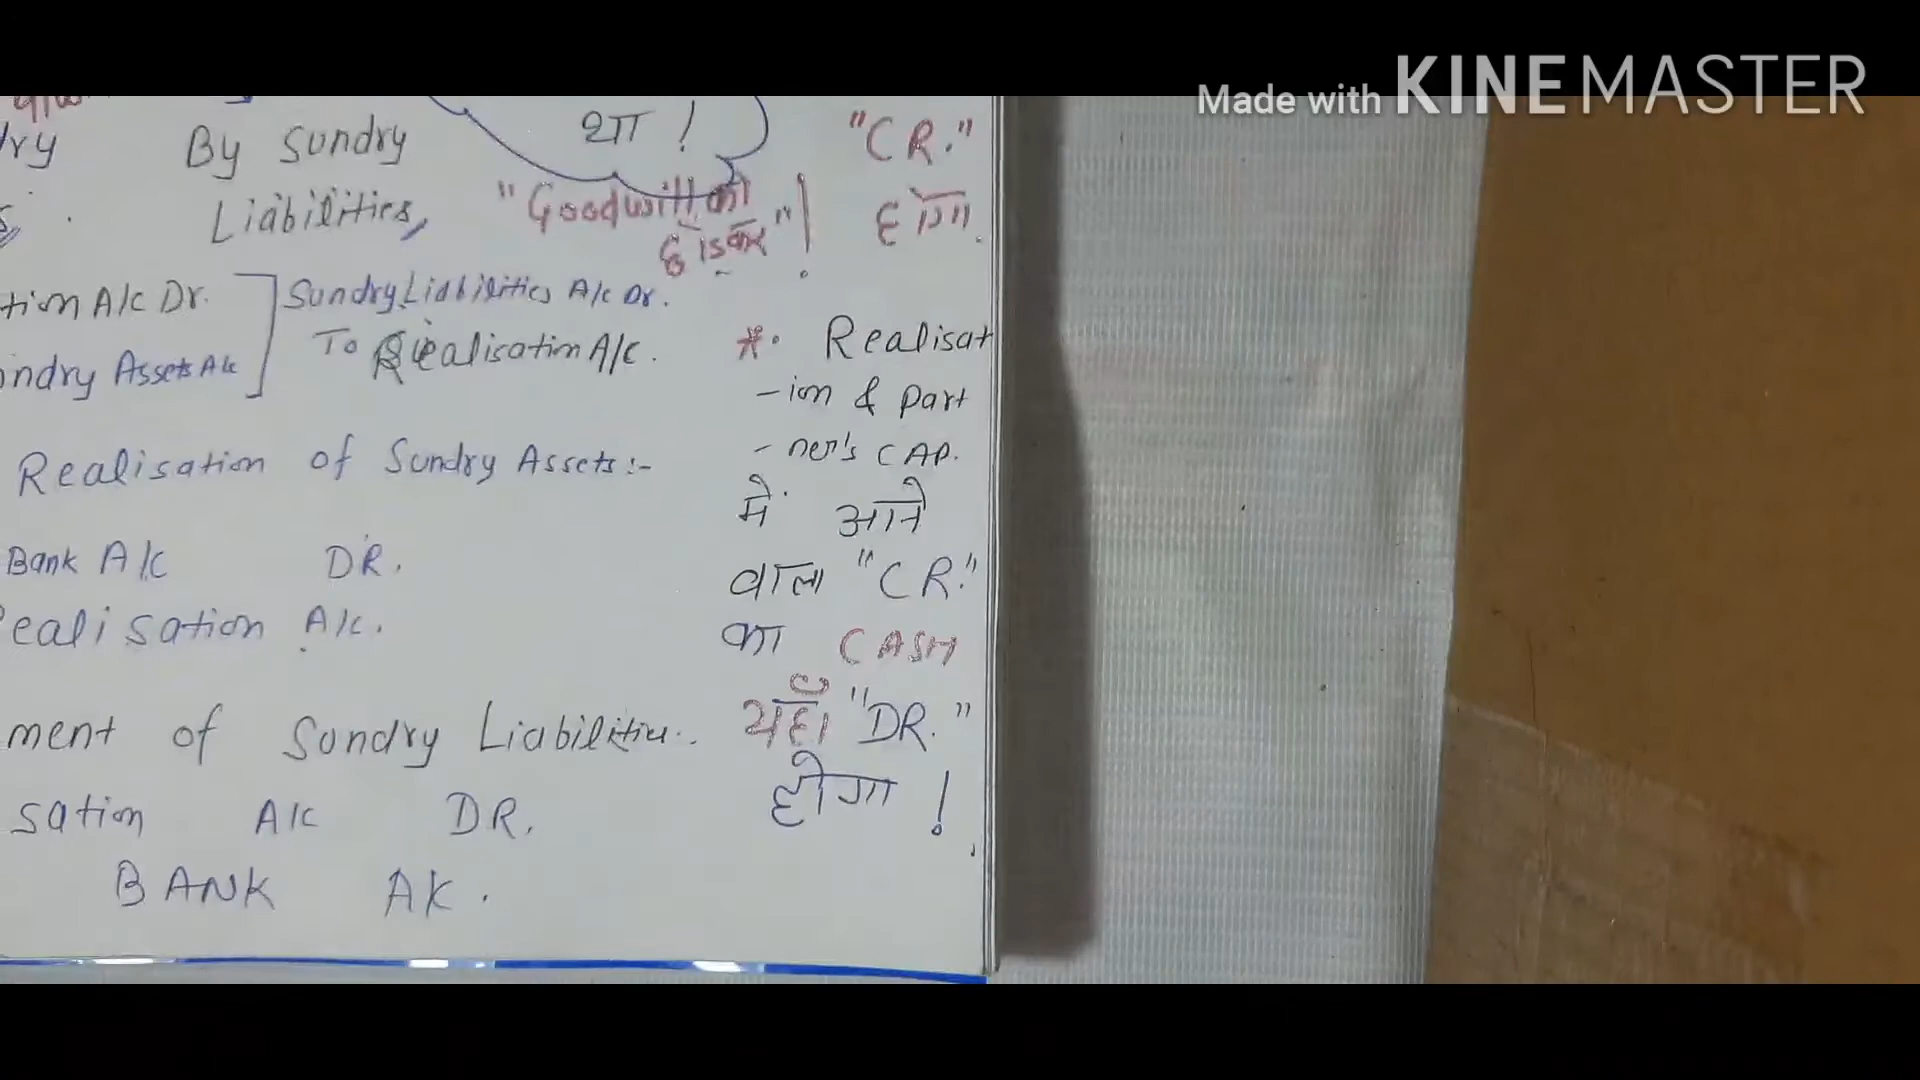 Made with KINEMASTER
था !
"CR."
ry By Sundry
Liabilities,
"Goodwill को
होगा.
tion A/c Dr.
Sundry Liabilities A/c Dr.
ndry Assets A/c
To Realisation A/c.
*. Realisat
-ion & Part
-ner's CAP.
Realisation of Sundry Assets:-
में आने
Bank A/c DR.
वाला "CR."
ealisation A/c.
का CASH
ment of Sundry Liabilities.
यहाँ "DR."
होगा !
sation A/c DR.
BANK A/c.